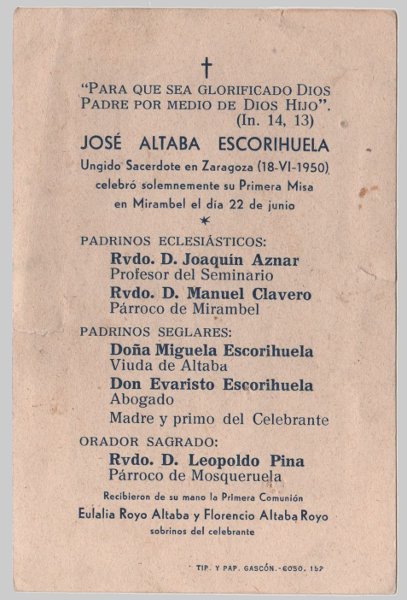 "PARA QUE SEA GLORIFICADO DIOS
PADRE POR MEDIO DE DIOS HIJO".
(In. 14, 13)
JOSÉ ALTABA ESCORIHUELA
Ungido Sacerdote en Zaragoza (18-VI-1950)
celebró solemnemente su Primera Misa
en Mirambel el día 22 de junio
PADRINOS ECLESIÁSTICOS:
Rvdo. D. Joaquín Aznar
Profesor del Seminario
Rvdo. D. Manuel Clavero
Párroco de Mirambel
PADRINOS SEGLARES:
Doña Miguela Escorihuela
Viuda de Altaba
Don Evaristo Escorihuela
Abogado
Madre y primo del Celebrante
ORADOR SAGRADO:
Rvdo. D. Leopoldo Pina
Párroco de Mosqueruela
Recibieron de su mano la Primera Comunión
Eulalia Royo Altaba y Florencio Altaba Royo
sobrinos del celebrante
TIP. Y PAP. GASCÓN.-COSO. 157